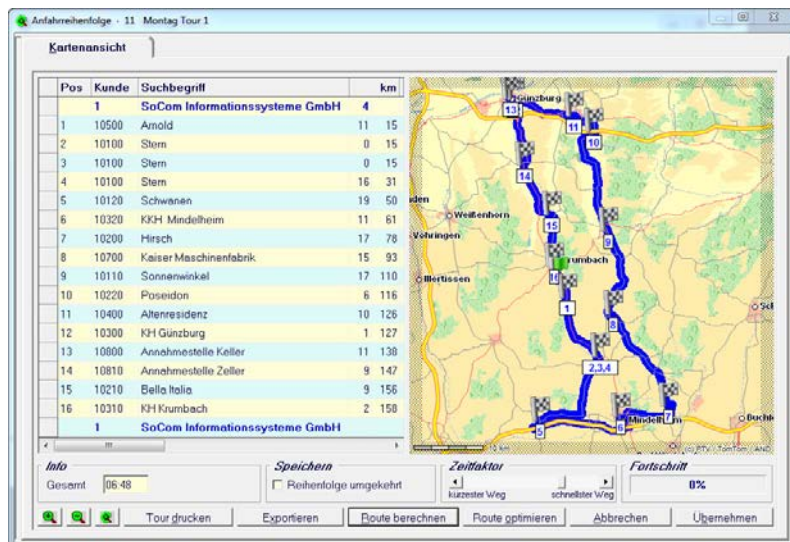 Anfahrreihenfolge - 11 Montag Tour 1
Kartenansicht
Pos Kunde Suchbegriff km
1 SoCom Informationssysteme GmbH 4
1 10500 Arnold 11 15
2 10100 Stern 0 15
3 10100 Stern 0 15
4 10100 Stern 16 31
5 10120 Schwanen 19 50
6 10320 KKH Mindelheim 11 61
7 10200 Hirsch 17 78
8 10700 Kaiser Maschinenfabrik 15 93
9 10110 Sonnenwinkel 17 110
10 10220 Poseidon 6 116
11 10400 Altenresidenz 10 126
12 10300 KH Günzburg 1 127
13 10800 Annahmestelle Keller 11 138
14 10810 Annahmestelle Zeller 9 147
15 10210 Bella Italia 9 156
16 10310 KH Krumbach 2 158
1 SoCom Informationssysteme GmbH
Günzburg
13
11
10
14
Weißenhorn
15
9
Vöhringen
Krumbach
16
Illertissen
1
8
2,3,4
5
6
Mindelheim
7
Buchl
10 km
(c) PTV / TomTom / AND
Info
Gesamt 06:48
Speichern
Reihenfolge umgekehrt
Zeitfaktor
kürzester Weg schnellster Weg
Fortschritt
0%
Tour drucken Exportieren Route berechnen Route optimieren Abbrechen Übernehmen